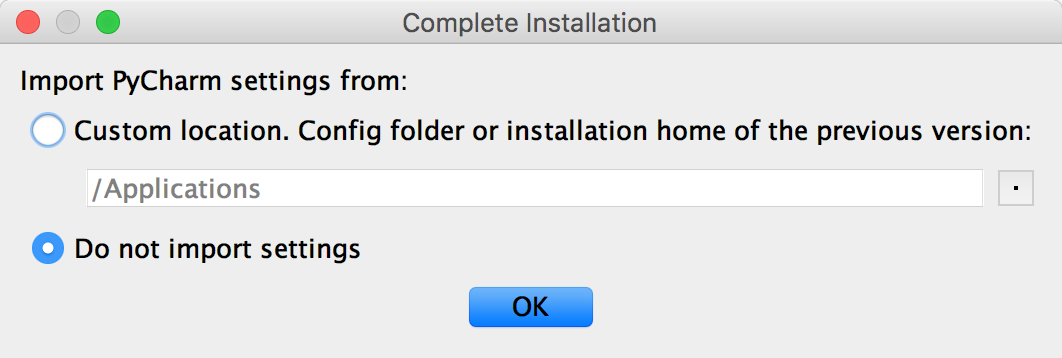 Complete Installation
Import PyCharm settings from:
Custom location. Config folder or installation home of the previous version:
/Applications
Do not import settings
OK